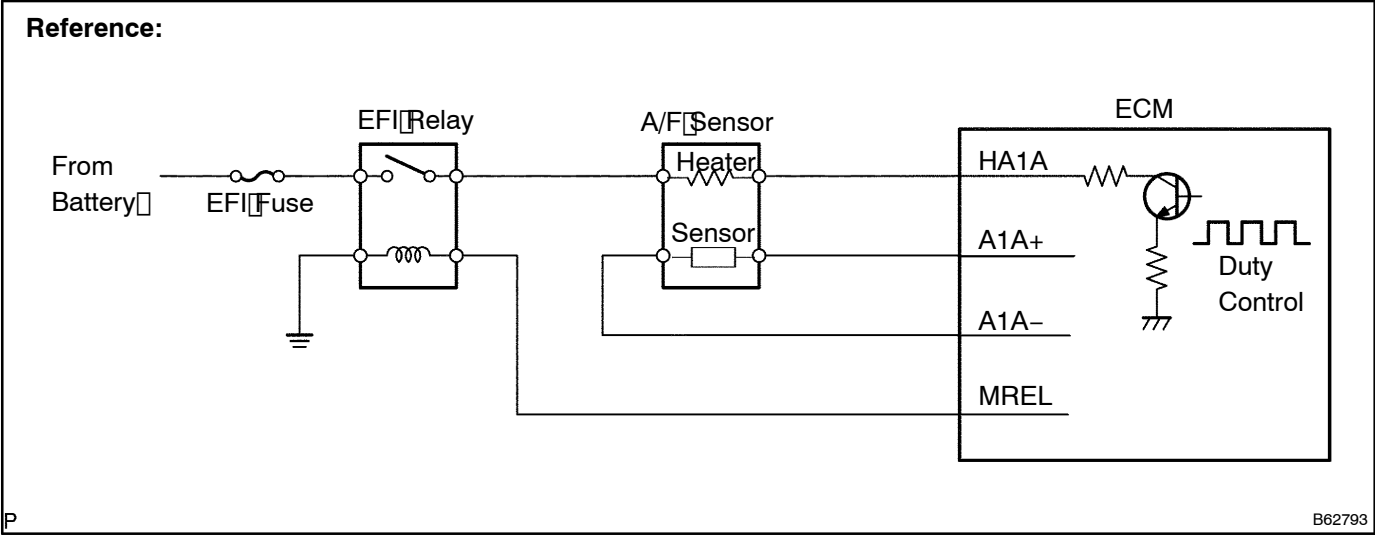 Reference:
EFI▯Relay
A/F▯Sensor
ECM
From
Battery▯
EFI▯Fuse
Heater
Sensor
HA1A
A1A+
A1A−
MREL
Duty
Control
P
B62793